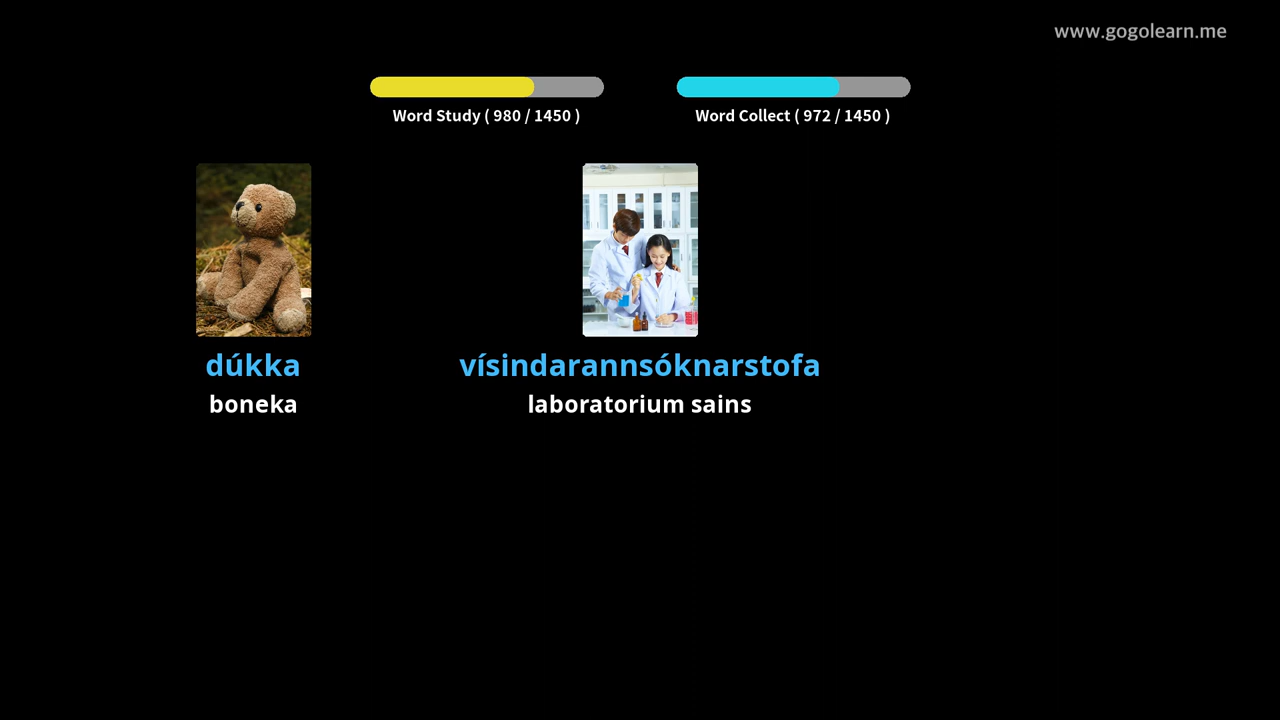 www.gogolearn.me
Word Study ( 980 / 1450 )
Word Collect ( 972 / 1450 )
dúkka
boneka
vísindarannsóknarstofa
laboratorium sains